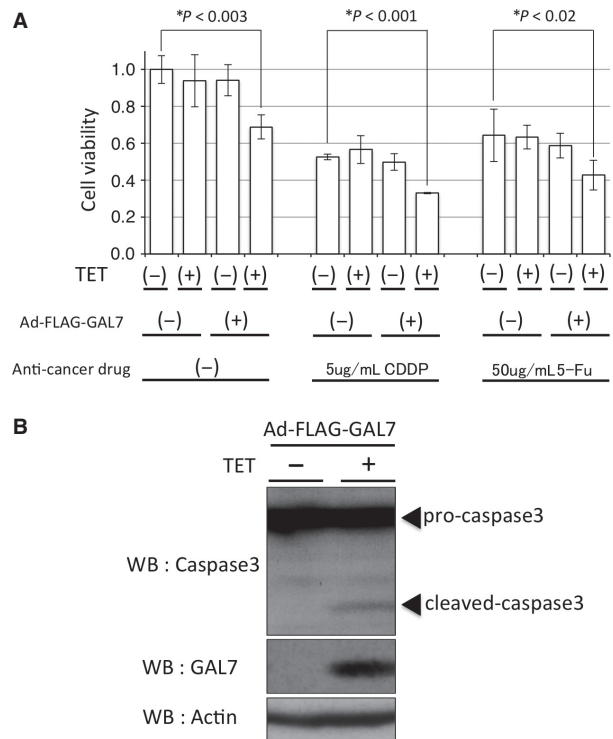 A
*P < 0.003
*P < 0.001
*P < 0.02
Cell viability
1.0
0.8
0.6
0.4
0.2
0.0
TET (−) (+) (−) (+) (−) (+) (−) (+) (−) (+) (−) (+)
Ad-FLAG-GAL7 (−) (+) (−) (+) (−) (+)
Anti-cancer drug (−) 5ug/mL CDDP 50ug/mL5-Fu
B
Ad-FLAG-GAL7
TET − +
pro-caspase3
WB : Caspase3
cleaved-caspase3
WB : GAL7
WB : Actin